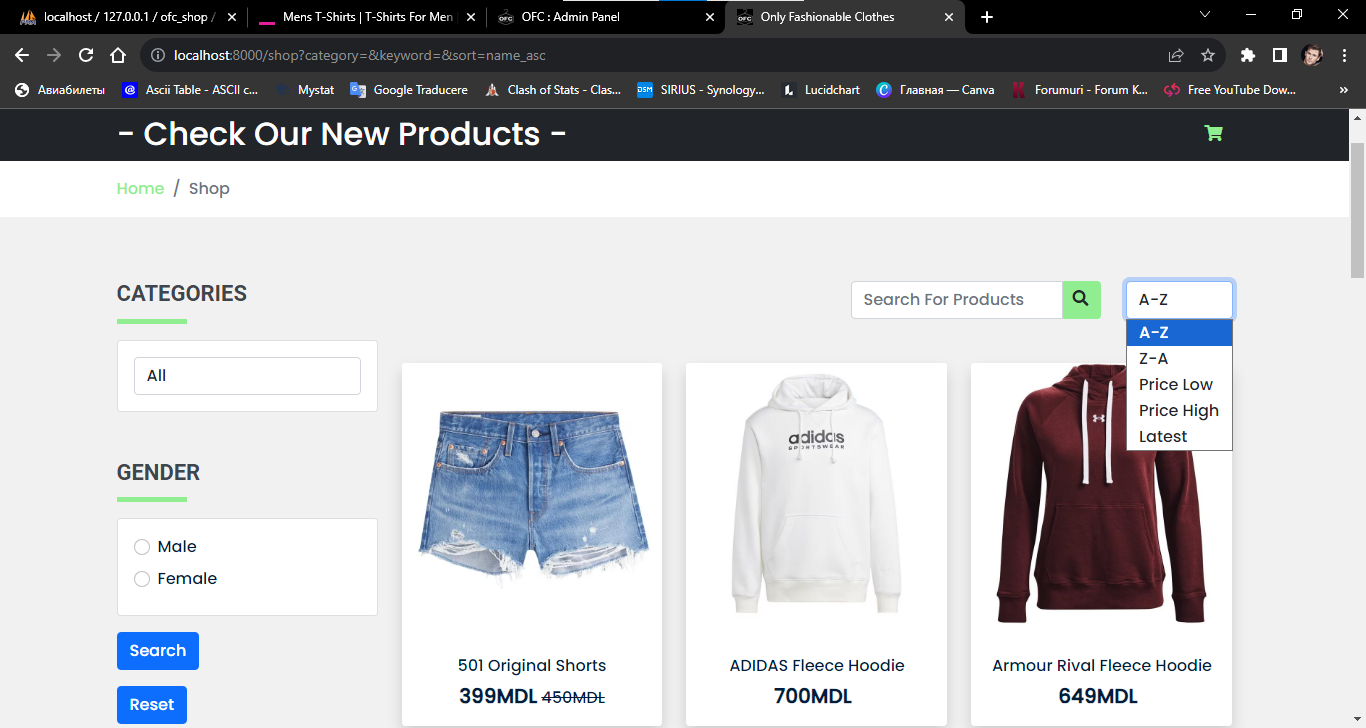 localhost / 127.0.0.1 / ofc_shop /
Mens T-Shirts | T-Shirts For Men
OFC : Admin Panel
Only Fashionable Clothes
localhost:8000/shop?category=&keyword=&sort=name_asc
Авиабилеты
Ascii Table - ASCII c...
Mystat
Google Traducere
Clash of Stats - Clas...
DSM
SIRIUS - Synology...
Lucidchart
Главная — Canva
Forumuri - Forum K...
Free YouTube Dow...
- Check Our New Products -
Home / Shop
CATEGORIES
Search For Products
A-Z
All
A-Z
Z-A
Price Low
Price High
Latest
GENDER
Male
Female
Search
Reset
adidas
SPORTSWEAR
501 Original Shorts
399MDL 450MDL
ADIDAS Fleece Hoodie
700MDL
Armour Rival Fleece Hoodie
649MDL